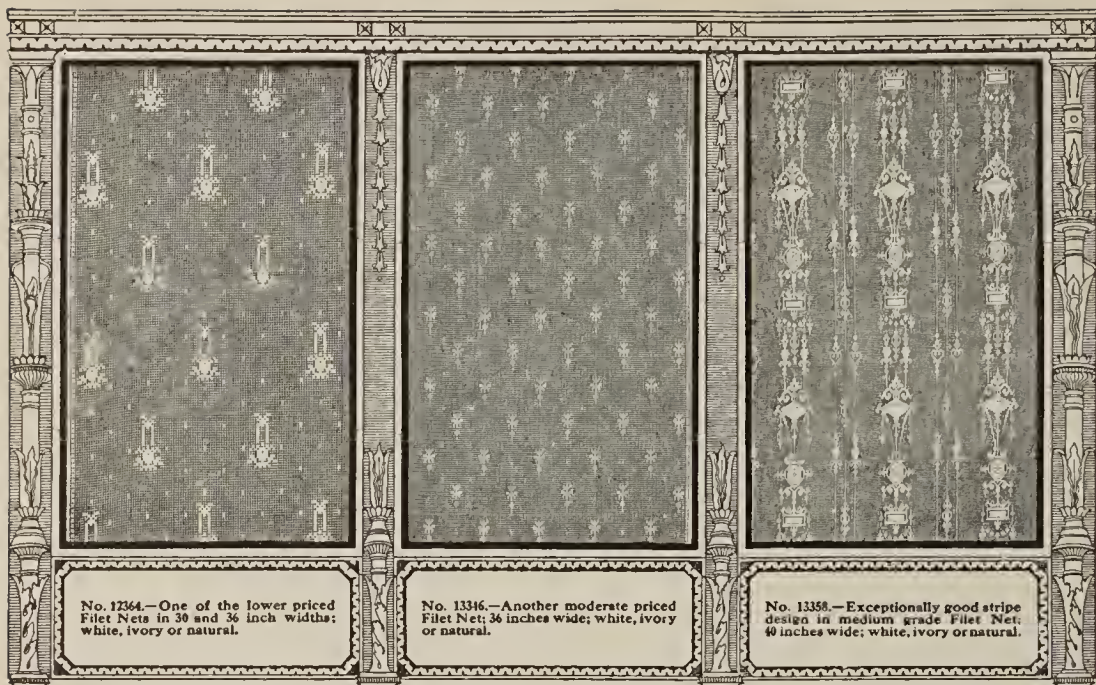 No. 12364.—One of the lower priced
Filet Nets in 30 and 36 inch widths;
white, ivory or natural.
No. 13346.—Another moderate priced
Filet Net; 36 inches wide; white, ivory
or natural.
No. 13358.—Exceptionally good stripe
design in medium grade Filet Net;
40 inches wide; white, ivory or natural.